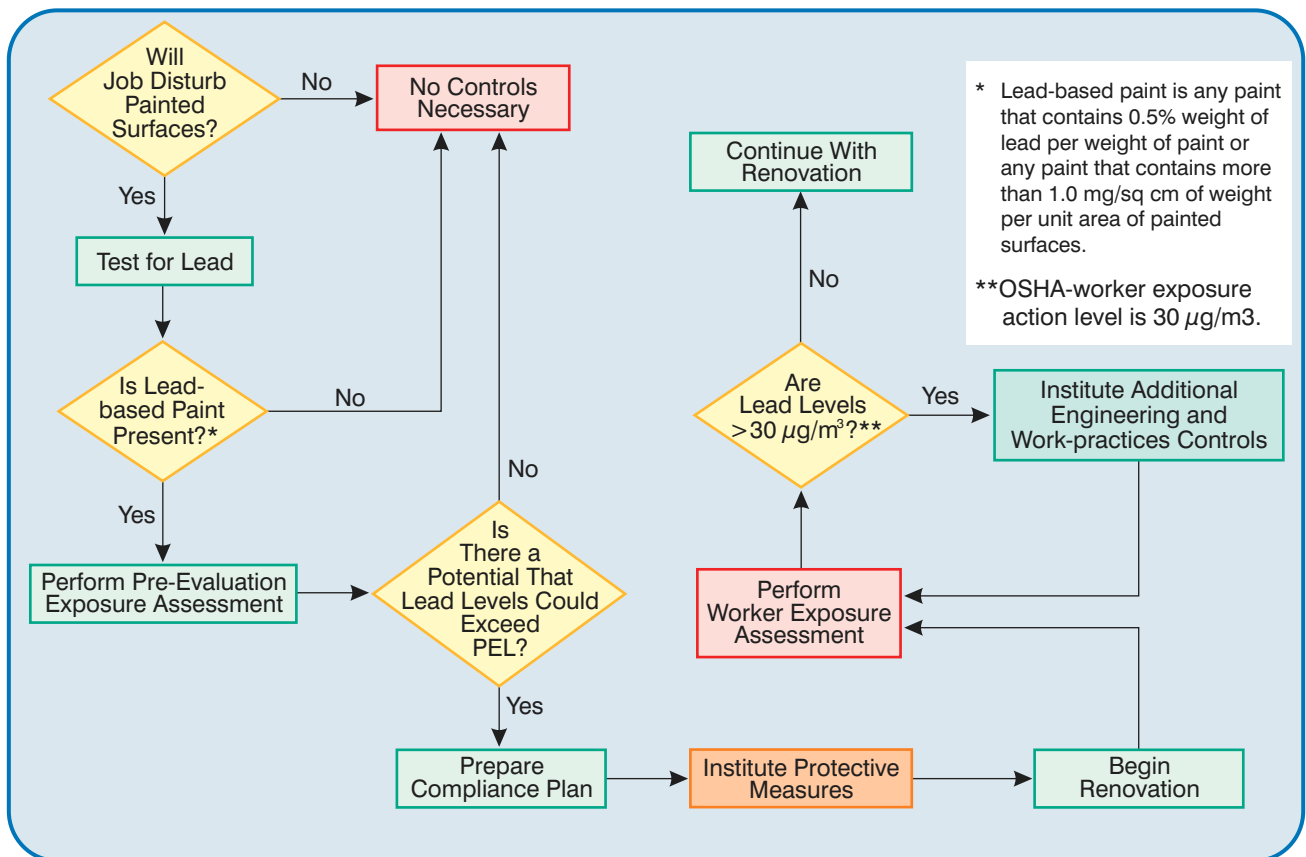 Will
Job Disturb
Painted
Surfaces?
No
No Controls
Necessary
Yes
Test for Lead
Is Lead-
based Paint
Present?*
No
Yes
Perform Pre-Evaluation
Exposure Assessment
Is
There a
Potential That
Lead Levels Could
Exceed
PEL?
No
Yes
Prepare
Compliance Plan
Institute Protective
Measures
Begin
Renovation
Perform
Worker Exposure
Assessment
Are
Lead Levels
>30 µg/m³?**
No
Continue With
Renovation
Yes
Institute Additional
Engineering and
Work-practices Controls
* Lead-based paint is any paint
that contains 0.5% weight of
lead per weight of paint or
any paint that contains more
than 1.0 mg/sq cm of weight
per unit area of painted
surfaces.
**OSHA-worker exposure
action level is 30 µg/m3.